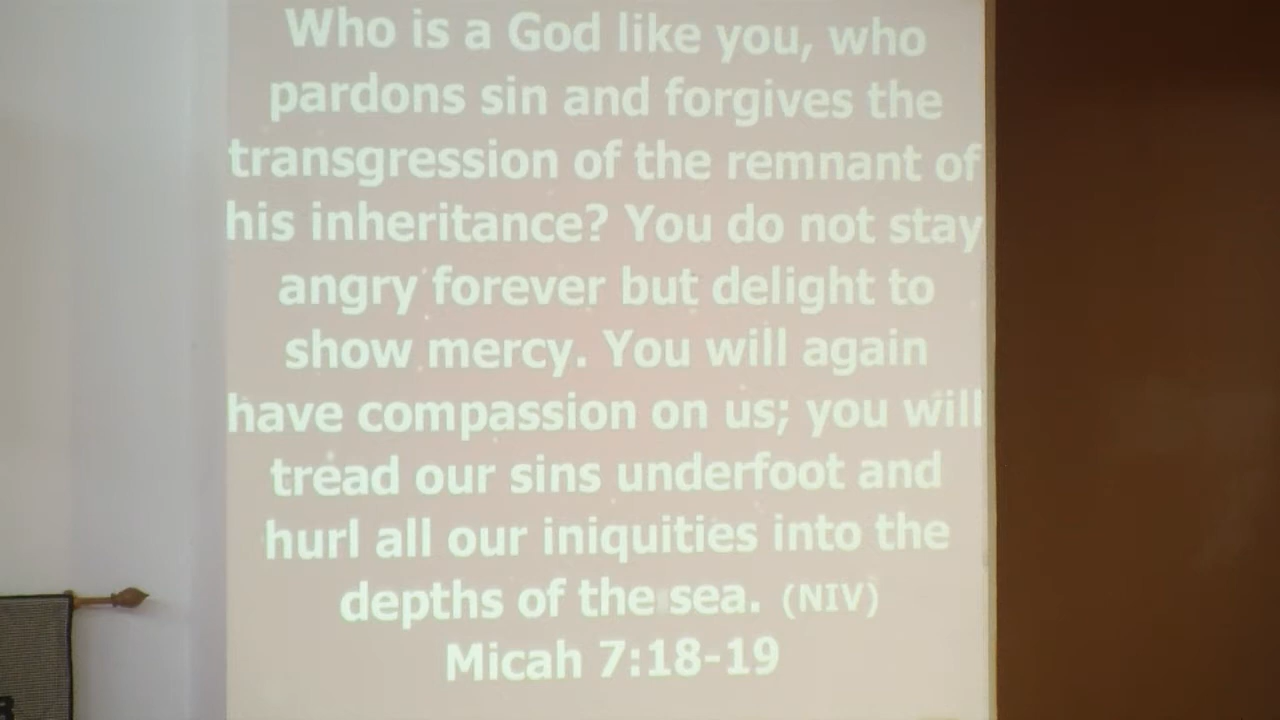 Who is a God like you, who
pardons sin and forgives the
transgression of the remnant of
his inheritance? You do not stay
angry forever but delight to
show mercy. You will again
have compassion on us; you will
tread our sins underfoot and
hurl all our iniquities into the
depths of the sea. (NIV)
Micah 7:18-19